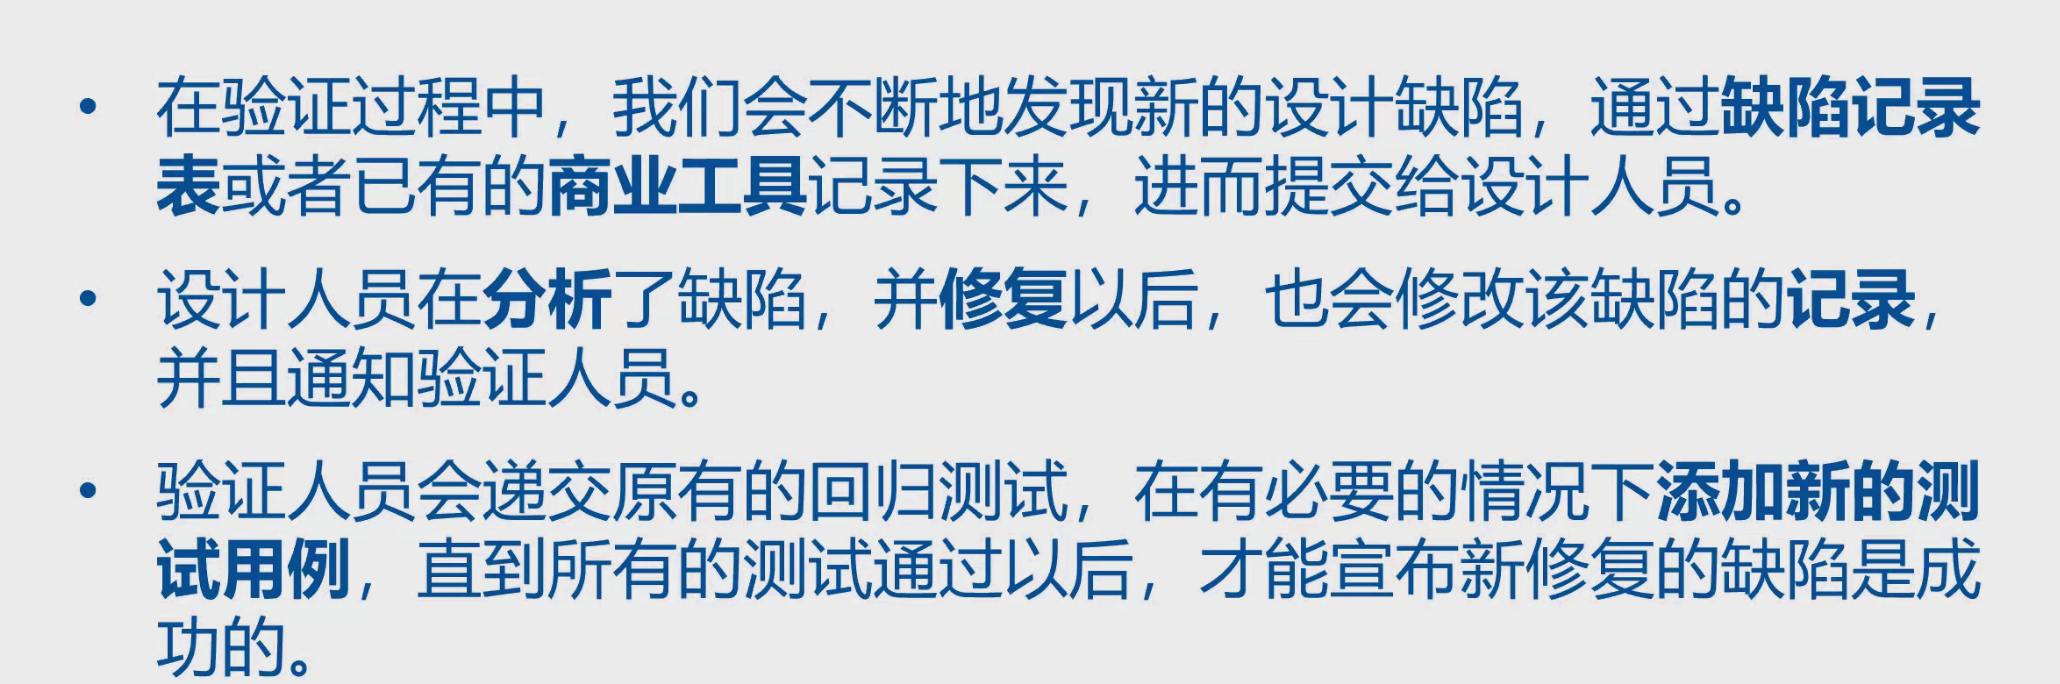 • 在验证过程中，我们会不断地发现新的设计缺陷，通过缺陷记录
表或者已有的商业工具记录下来，进而提交给设计人员。
• 设计人员在分析了缺陷，并修复以后，也会修改该缺陷的记录，
并且通知验证人员。
• 验证人员会递交原有的回归测试，在有必要的情况下添加新的测
试用例，直到所有的测试通过以后，才能宣布新修复的缺陷是成
功的。